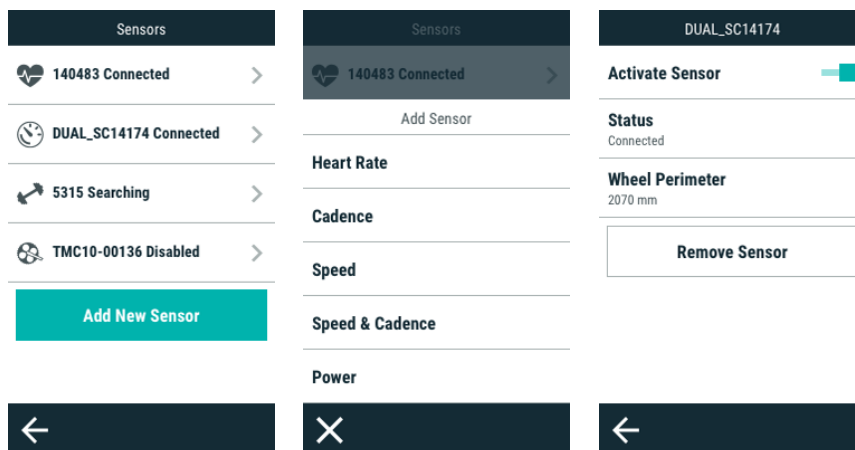 Sensors
140483 Connected
DUAL_SC14174 Connected
5315 Searching
TMC10-00136 Disabled
Add New Sensor
Sensors
140483 Connected
Add Sensor
Heart Rate
Cadence
Speed
Speed & Cadence
Power
DUAL_SC14174
Activate Sensor
Status
Connected
Wheel Perimeter
2070 mm
Remove Sensor